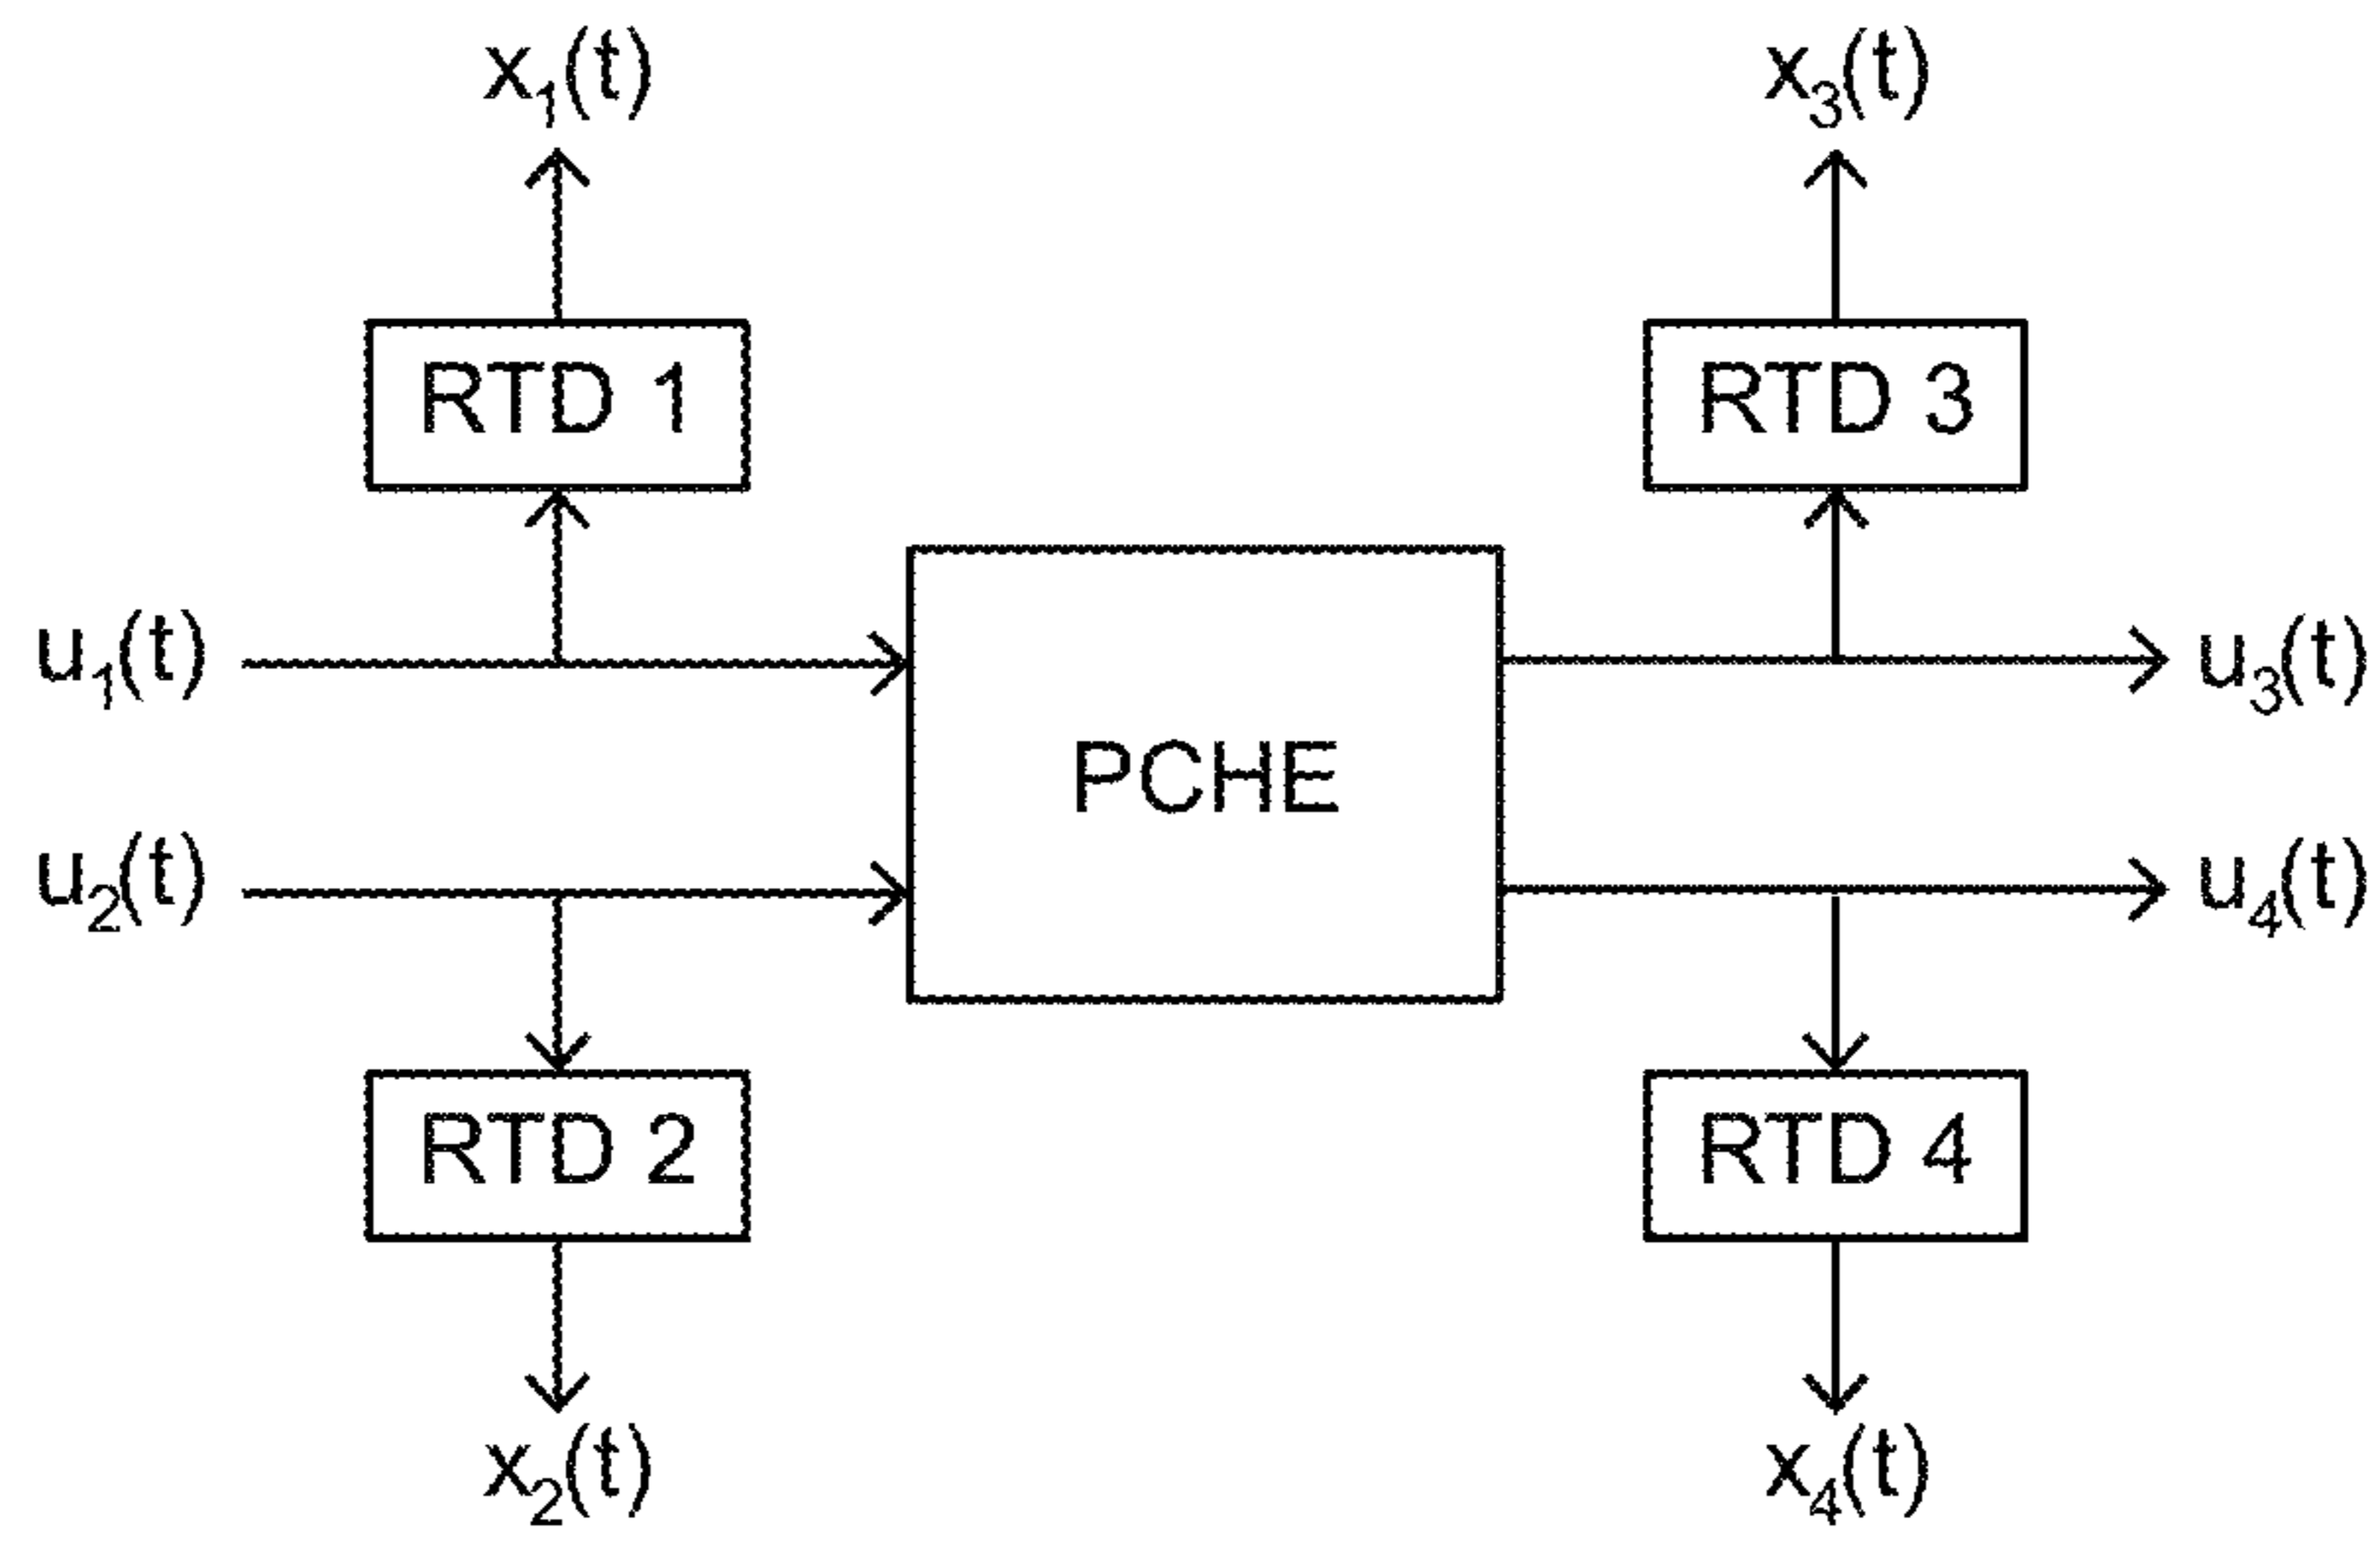 x1(t)
x3(t)
RTD 1
RTD 3
u1(t)
u3(t)
PCHE
u2(t)
u4(t)
RTD 2
RTD 4
x2(t)
x4(t)